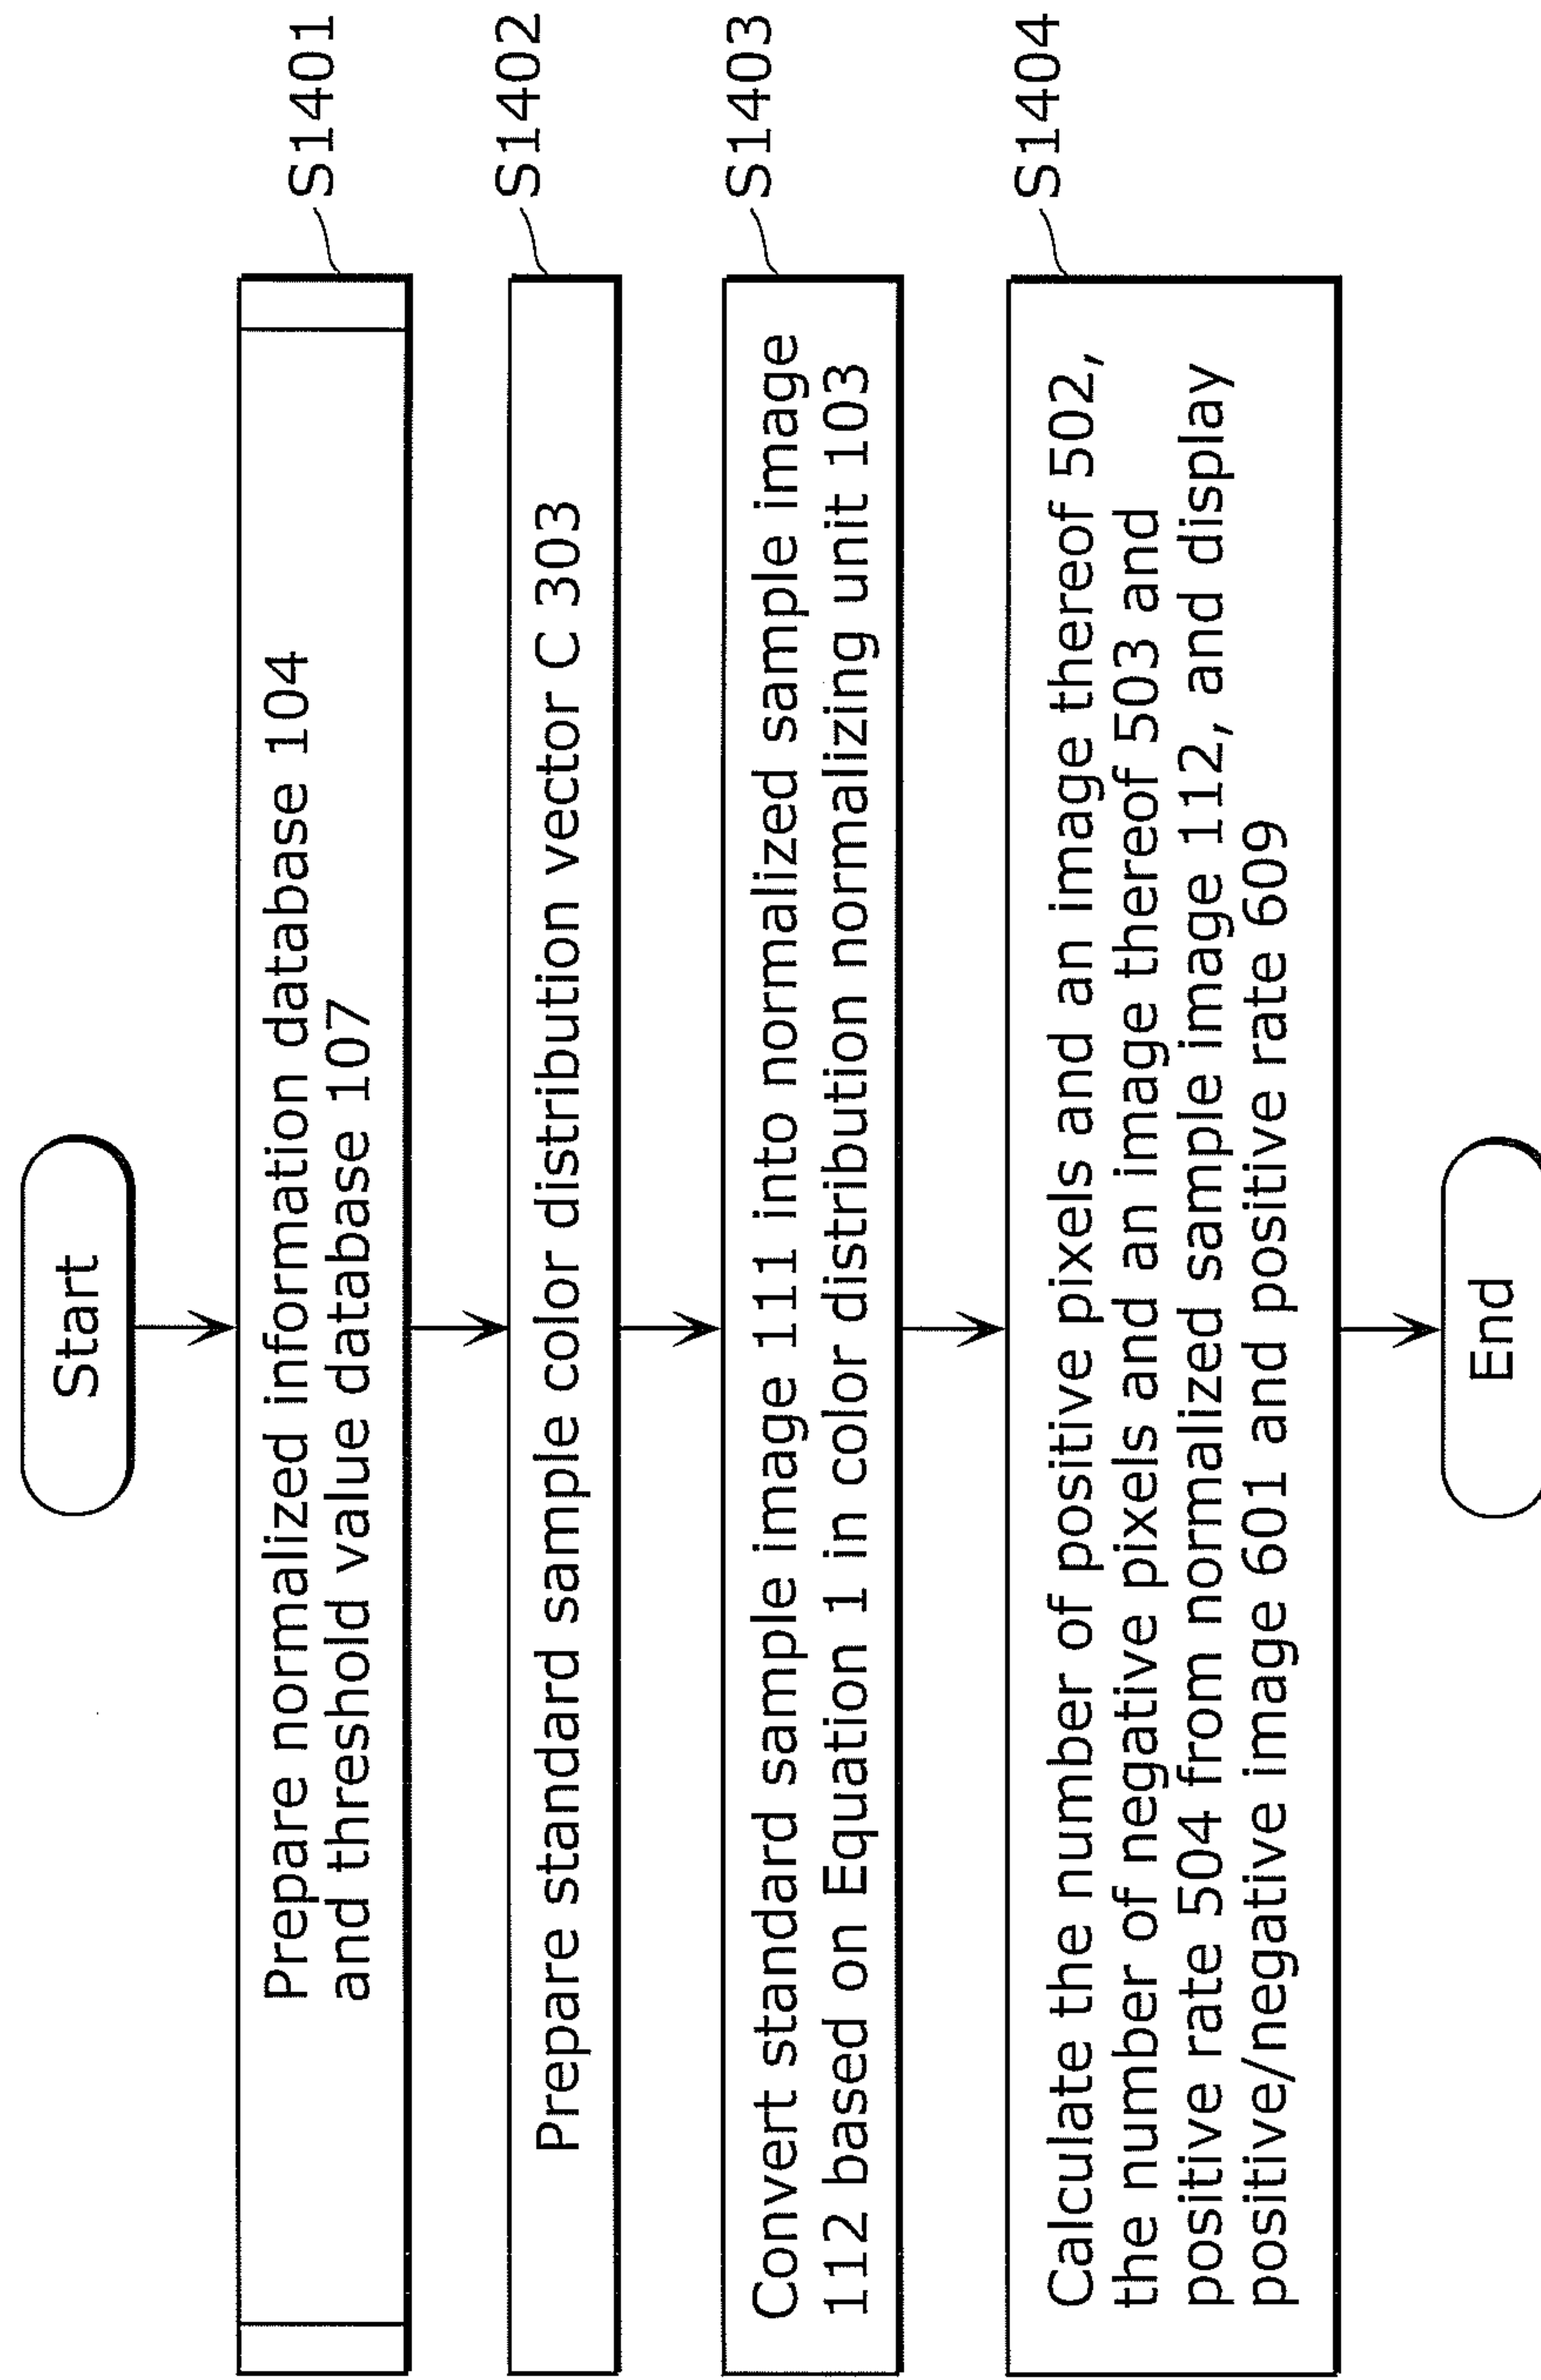 Start
S1401
Prepare normalized information database 104
and threshold value database 107
S1402
Prepare standard sample color distribution vector C 303
S1403
Convert standard sample image 111 into normalized sample image
112 based on Equation 1 in color distribution normalizing unit 103
S1404
Calculate the number of positive pixels and an image thereof 502,
the number of negative pixels and an image thereof 503 and
positive rate 504 from normalized sample image 112, and display
positive/negative image 601 and positive rate 609
End